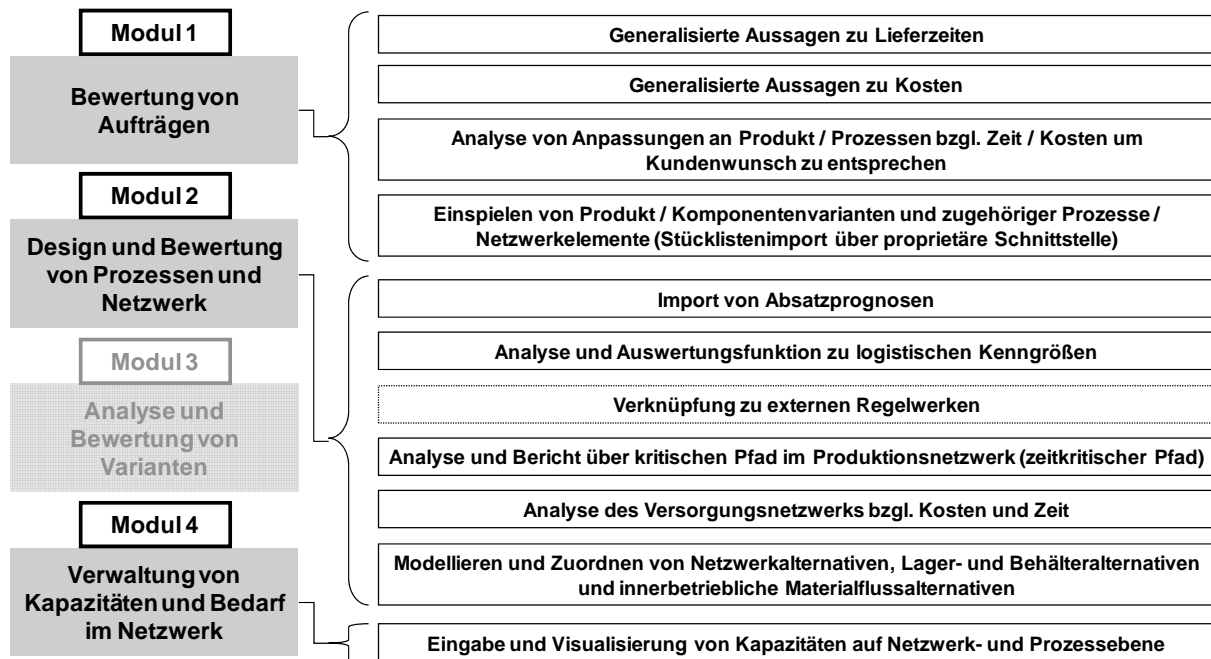 Modul 1
Bewertung von
Aufträgen
Modul 2
Design und Bewertung
von Prozessen und
Netzwerk
Modul 3
Analyse und
Bewertung von
Varianten
Modul 4
Verwaltung von
Kapazitäten und Bedarf
im Netzwerk
Generalisierte Aussagen zu Lieferzeiten
Generalisierte Aussagen zu Kosten
Analyse von Anpassungen an Produkt / Prozessen bzgl. Zeit / Kosten um
Kundenwunsch zu entsprechen
Einspielen von Produkt / Komponentenvarianten und zugehöriger Prozesse /
Netzwerkelemente (Stücklistenimport über proprietäre Schnittstelle)
Import von Absatzprognosen
Analyse und Auswertungsfunktion zu logistischen Kenngrößen
Verknüpfung zu externen Regelwerken
Analyse und Bericht über kritischen Pfad im Produktionsnetzwerk (zeitkritischer Pfad)
Analyse des Versorgungsnetzwerks bzgl. Kosten und Zeit
Modellieren und Zuordnen von Netzwerkalternativen, Lager- und Behälteralternativen
und innerbetriebliche Materialflussalternativen
Eingabe und Visualisierung von Kapazitäten auf Netzwerk- und Prozessebene